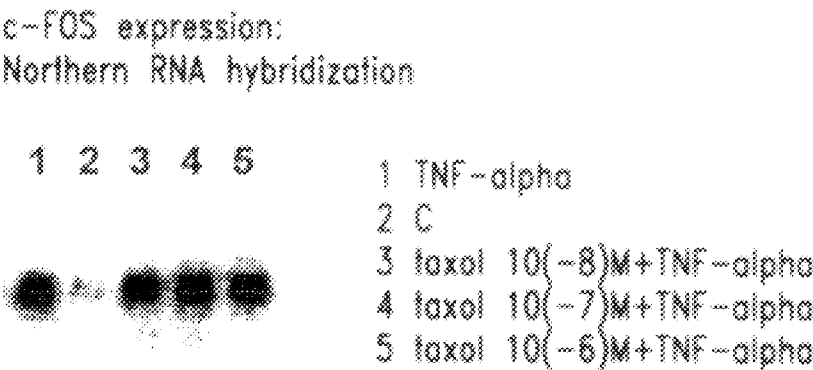 c-FOS expression:
Northern RNA hybridization
1 2 3 4 5
1 TNF-alpha
2 C
3 taxol 10(-8)M+TNF-alpha
4 taxol 10(-7)M+TNF-alpha
5 taxol 10(-6)M+TNF-alpha